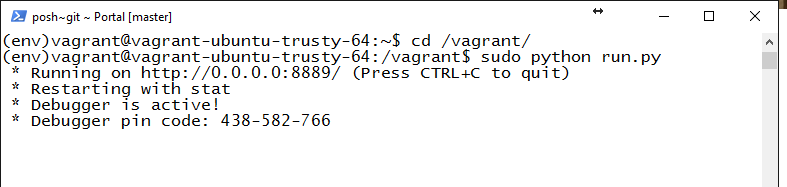 posh~git ~ Portal [master]
(env)vagrant@vagrant-ubuntu-trusty-64:~$ cd /vagrant/
(env)vagrant@vagrant-ubuntu-trusty-64:/vagrant$ sudo python run.py
 * Running on http://0.0.0.0:8889/ (Press CTRL+C to quit)
 * Restarting with stat
 * Debugger is active!
 * Debugger pin code: 438-582-766